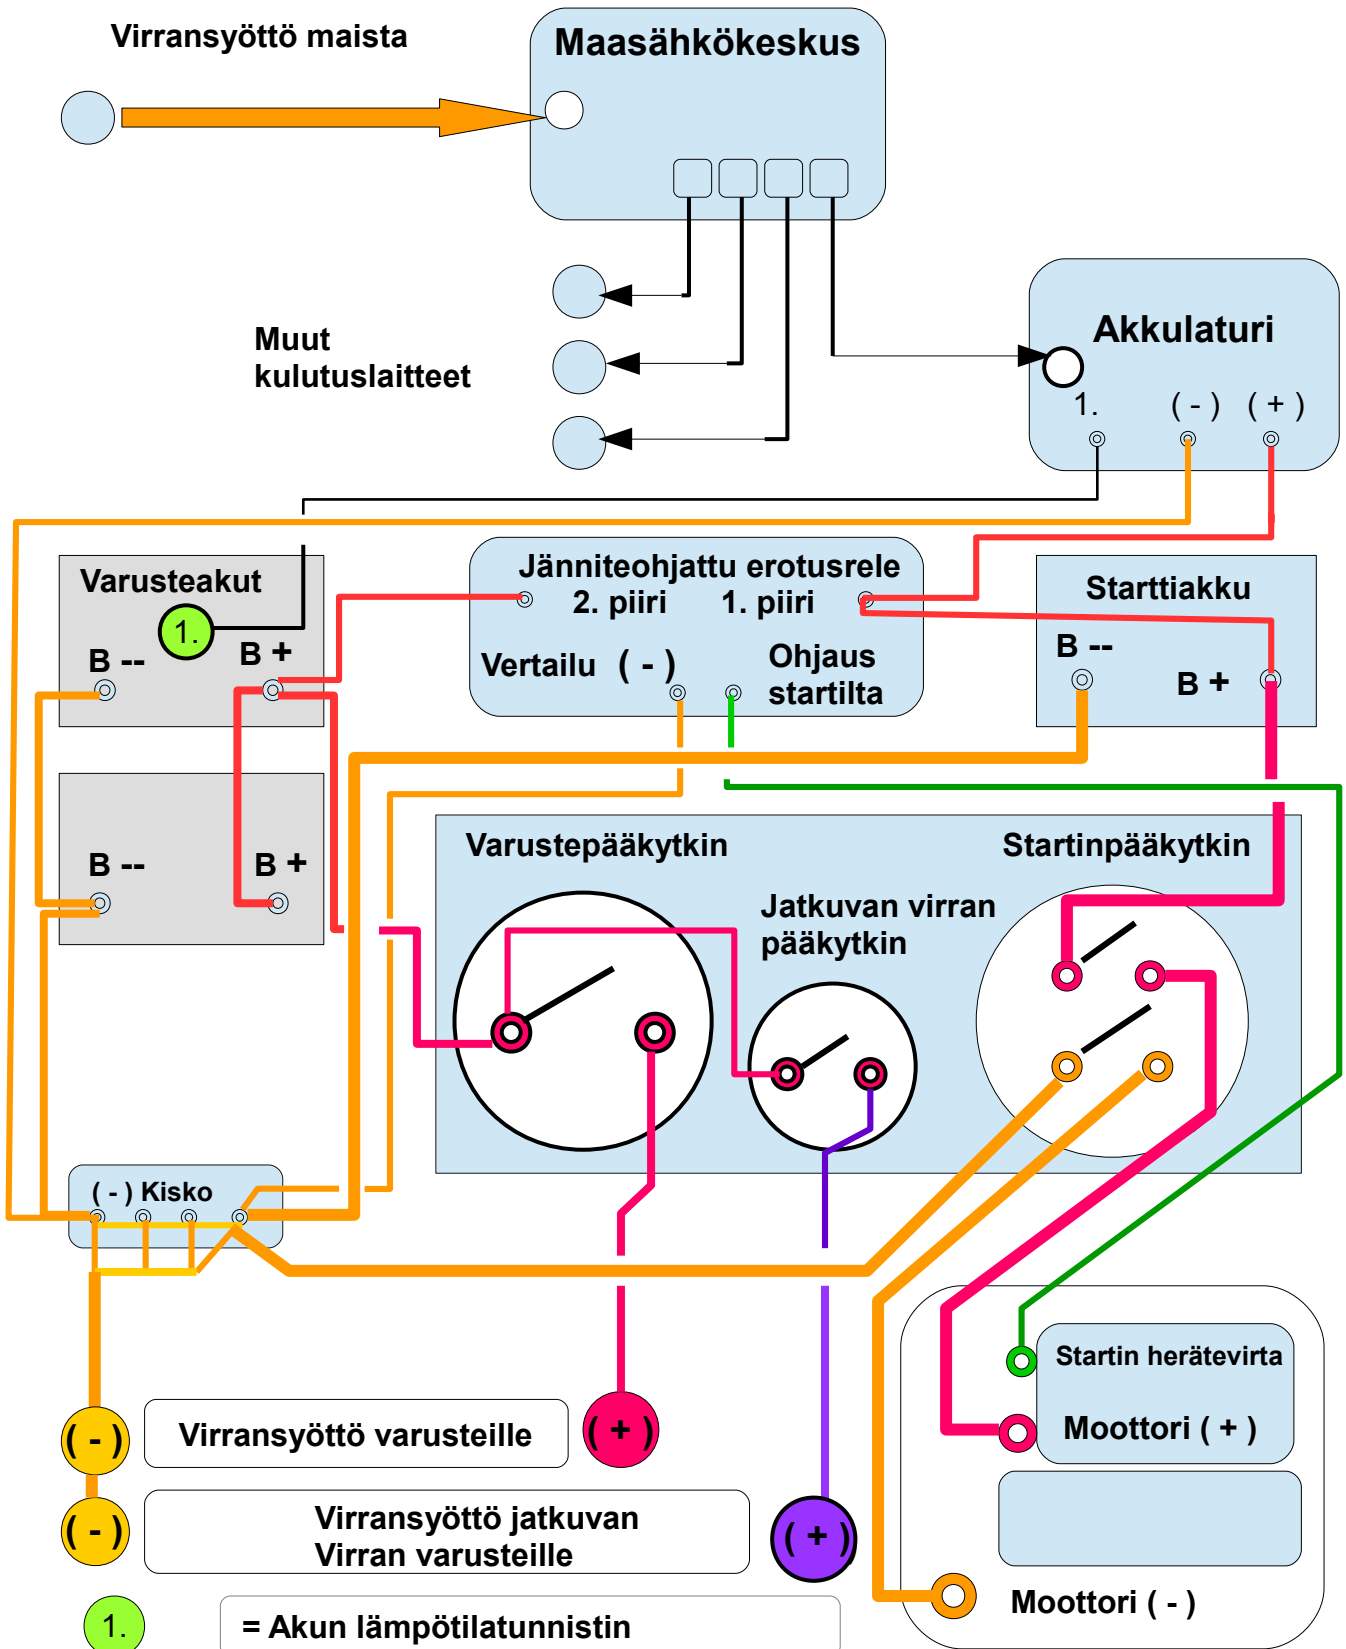 Virransyöttö maista
Maasähkökeskus
Muut
kulutuslaitteet
Akkulaturi
1. ( - ) ( + )
Varusteakut
1.
B -- B +
Jänniteohjattu erotusrele
2. piiri 1. piiri
Vertailu ( - ) Ohjaus
startilta
Starttiakku
B --
B +
B -- B +
Varustepääkytkin
Startinpääkytkin
Jatkuvan virran
pääkytkin
( - ) Kisko
Startin herätevirta
Moottori ( + )
( - ) Virransyöttö varusteille ( + )
( - ) Virransyöttö jatkuvan
Virran varusteille ( + )
Moottori ( - )
1. = Akun lämpötilatunnistin